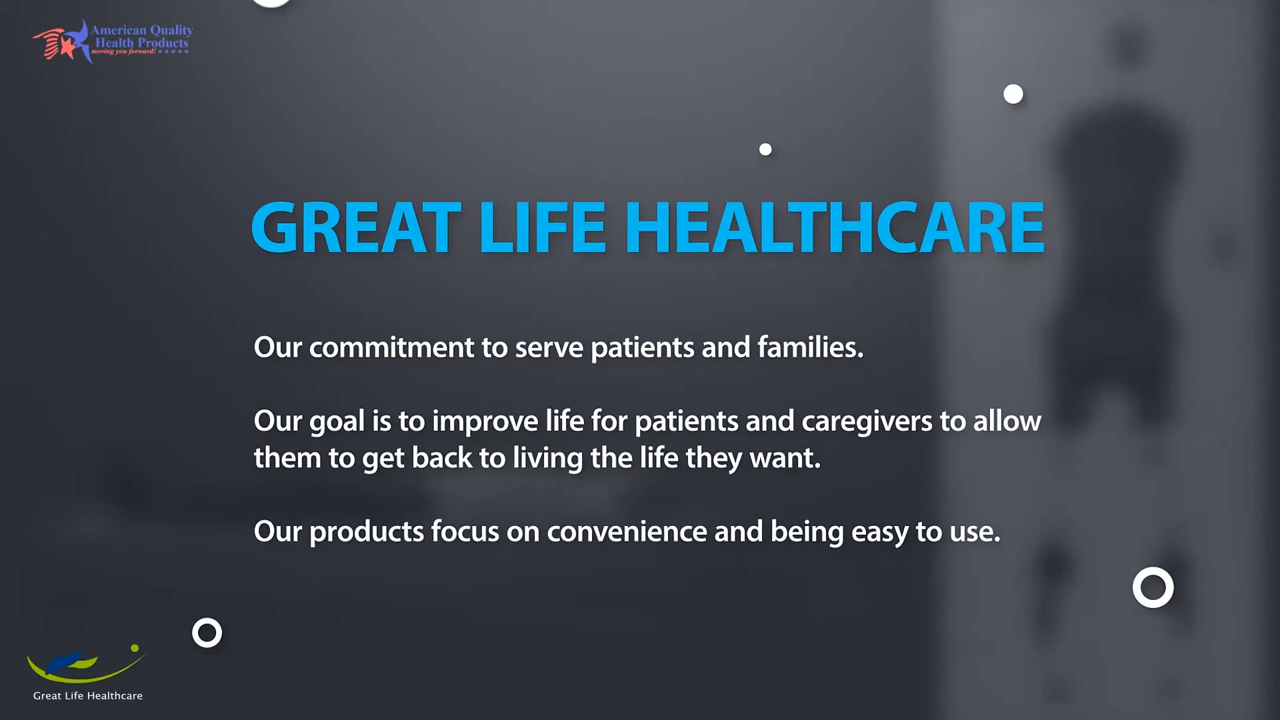 American Quality
Health Products
moving you forward!
GREAT LIFE HEALTHCARE
Our commitment to serve patients and families.
Our goal is to improve life for patients and caregivers to allow
them to get back to living the life they want.
Our products focus on convenience and being easy to use.
Great Life Healthcare